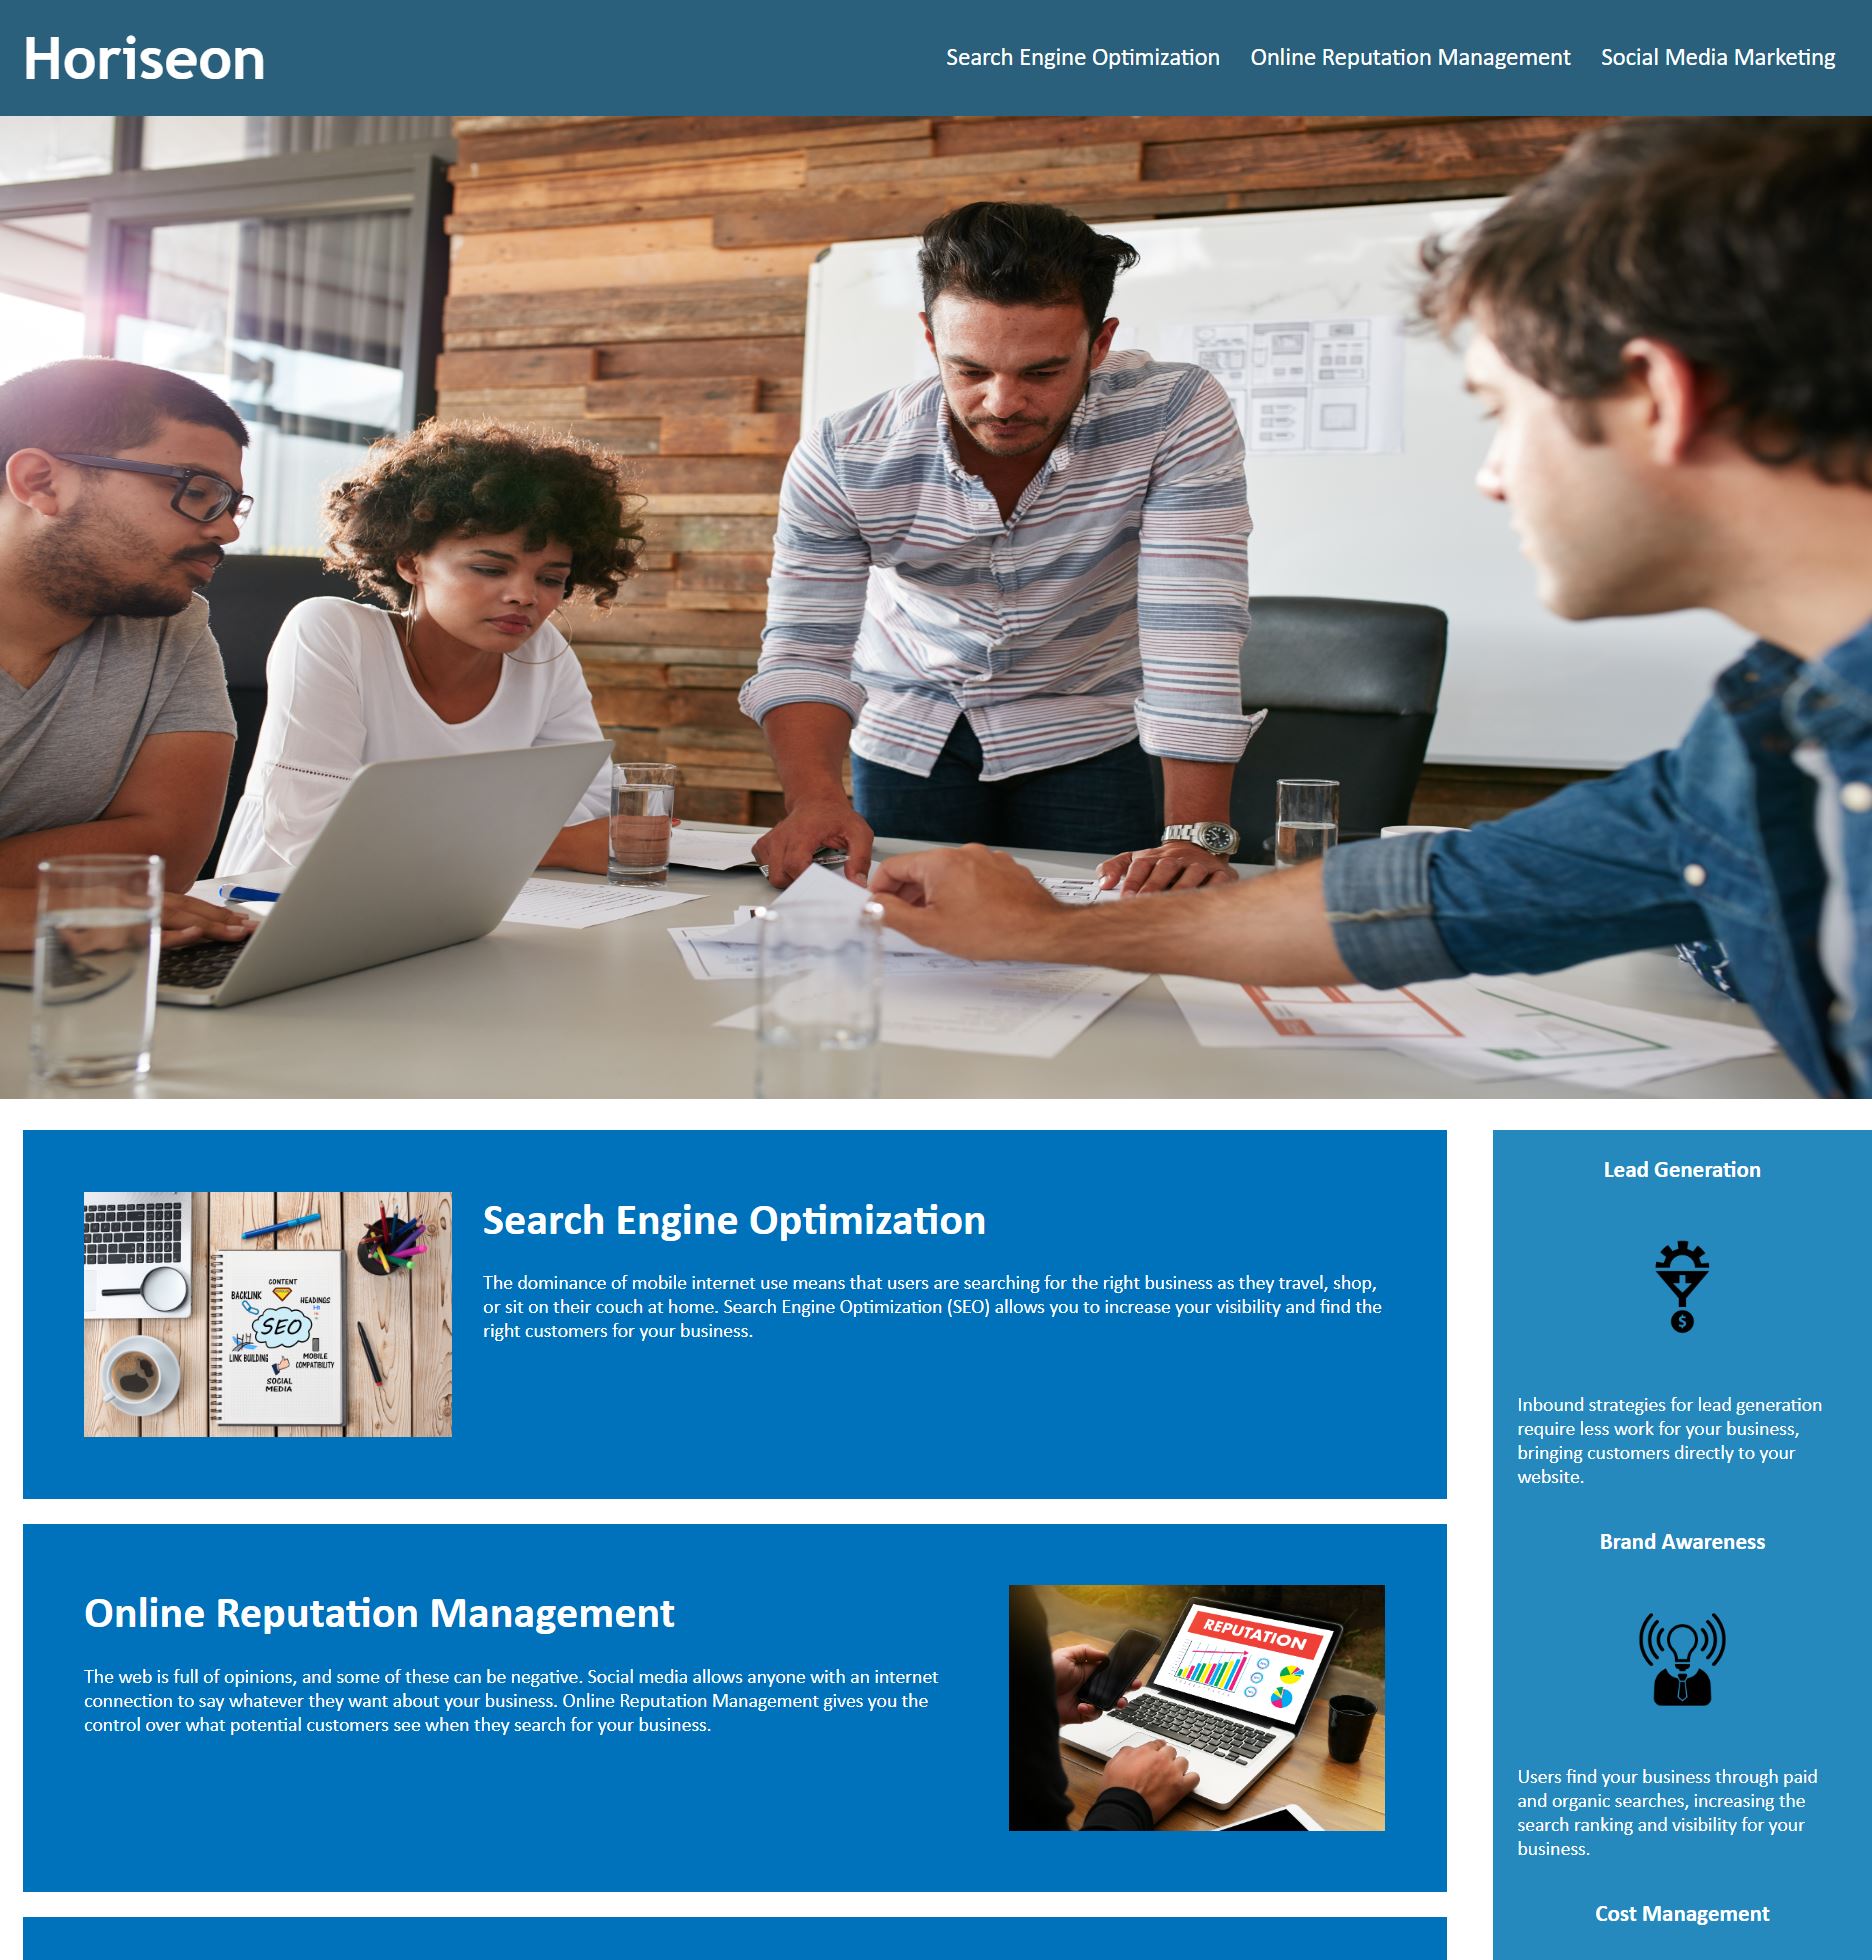 Horiseon
Search Engine Optimization
Online Reputation Management
Social Media Marketing
Search Engine Optimization
The dominance of mobile internet use means that users are searching for the right business as they travel, shop,
or sit on their couch at home. Search Engine Optimization (SEO) allows you to increase your visibility and find the
right customers for your business.
CONTENT
BACKLINK
HEADINGS
H1
SEO
LINK BUILDING
MOBILE
COMPATIBILITY
SOCIAL
MEDIA
Online Reputation Management
The web is full of opinions, and some of these can be negative. Social media allows anyone with an internet
connection to say whatever they want about your business. Online Reputation Management gives you the
control over what potential customers see when they search for your business.
REPUTATION
Lead Generation
$
Inbound strategies for lead generation
require less work for your business,
bringing customers directly to your
website.
Brand Awareness
Users find your business through paid
and organic searches, increasing the
search ranking and visibility for your
business.
Cost Management